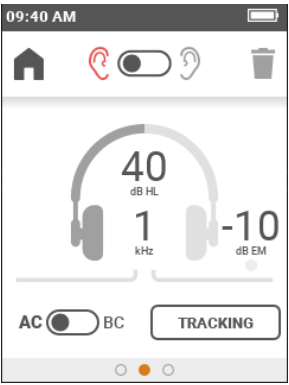 09:40 AM
40
dB HL
1
kHz
-10
dB EM
AC BC
TRACKING